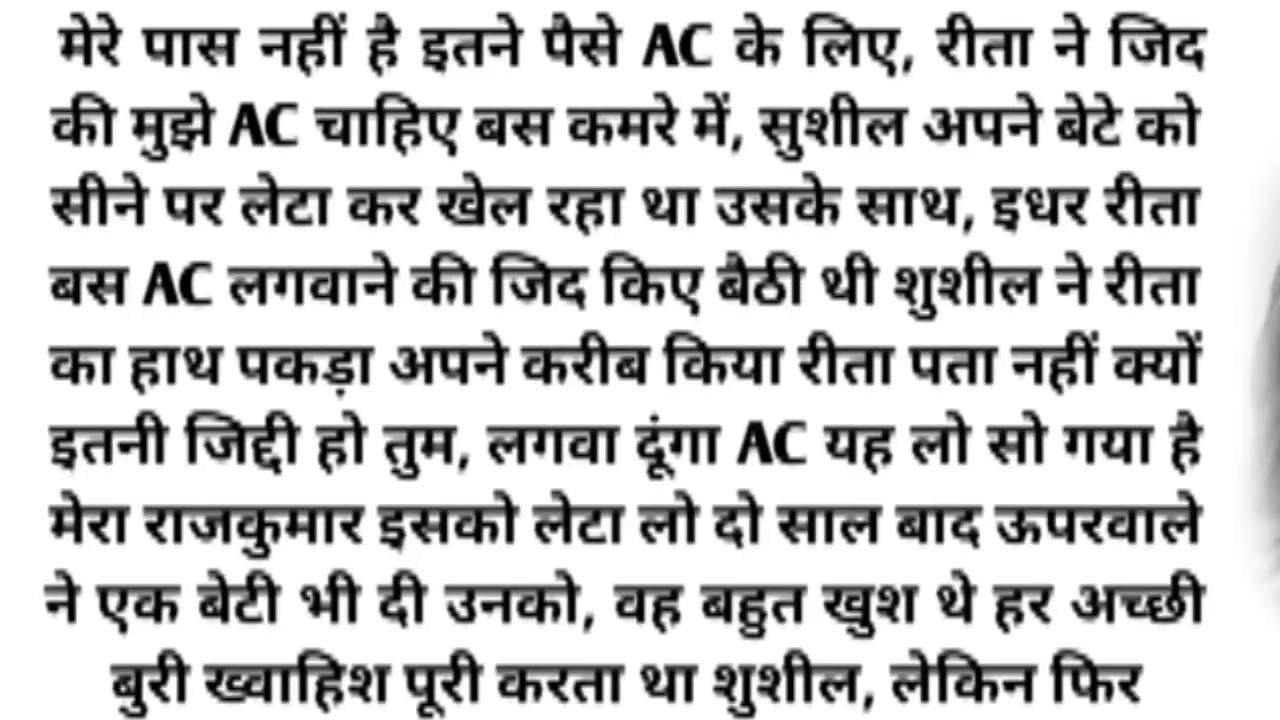 मेरे पास नहीं है इतने पैसे AC के लिए, रीता ने जिद
की मुझे AC चाहिए बस कमरे में, सुशील अपने बेटे को
सीने पर लेटा कर खेल रहा था उसके साथ, इधर रीता
बस AC लगवाने की जिद किए बैठी थी शुशील ने रीता
का हाथ पकड़ा अपने करीब किया रीता पता नहीं क्यों
इतनी जिद्दी हो तुम, लगवा दूंगा AC यह लो सो गया है
मेरा राजकुमार इसको लेटा लो दो साल बाद ऊपरवाले
ने एक बेटी भी दी उनको, वह बहुत खुश थे हर अच्छी
बुरी ख्वाहिश पूरी करता था शुशील, लेकिन फिर